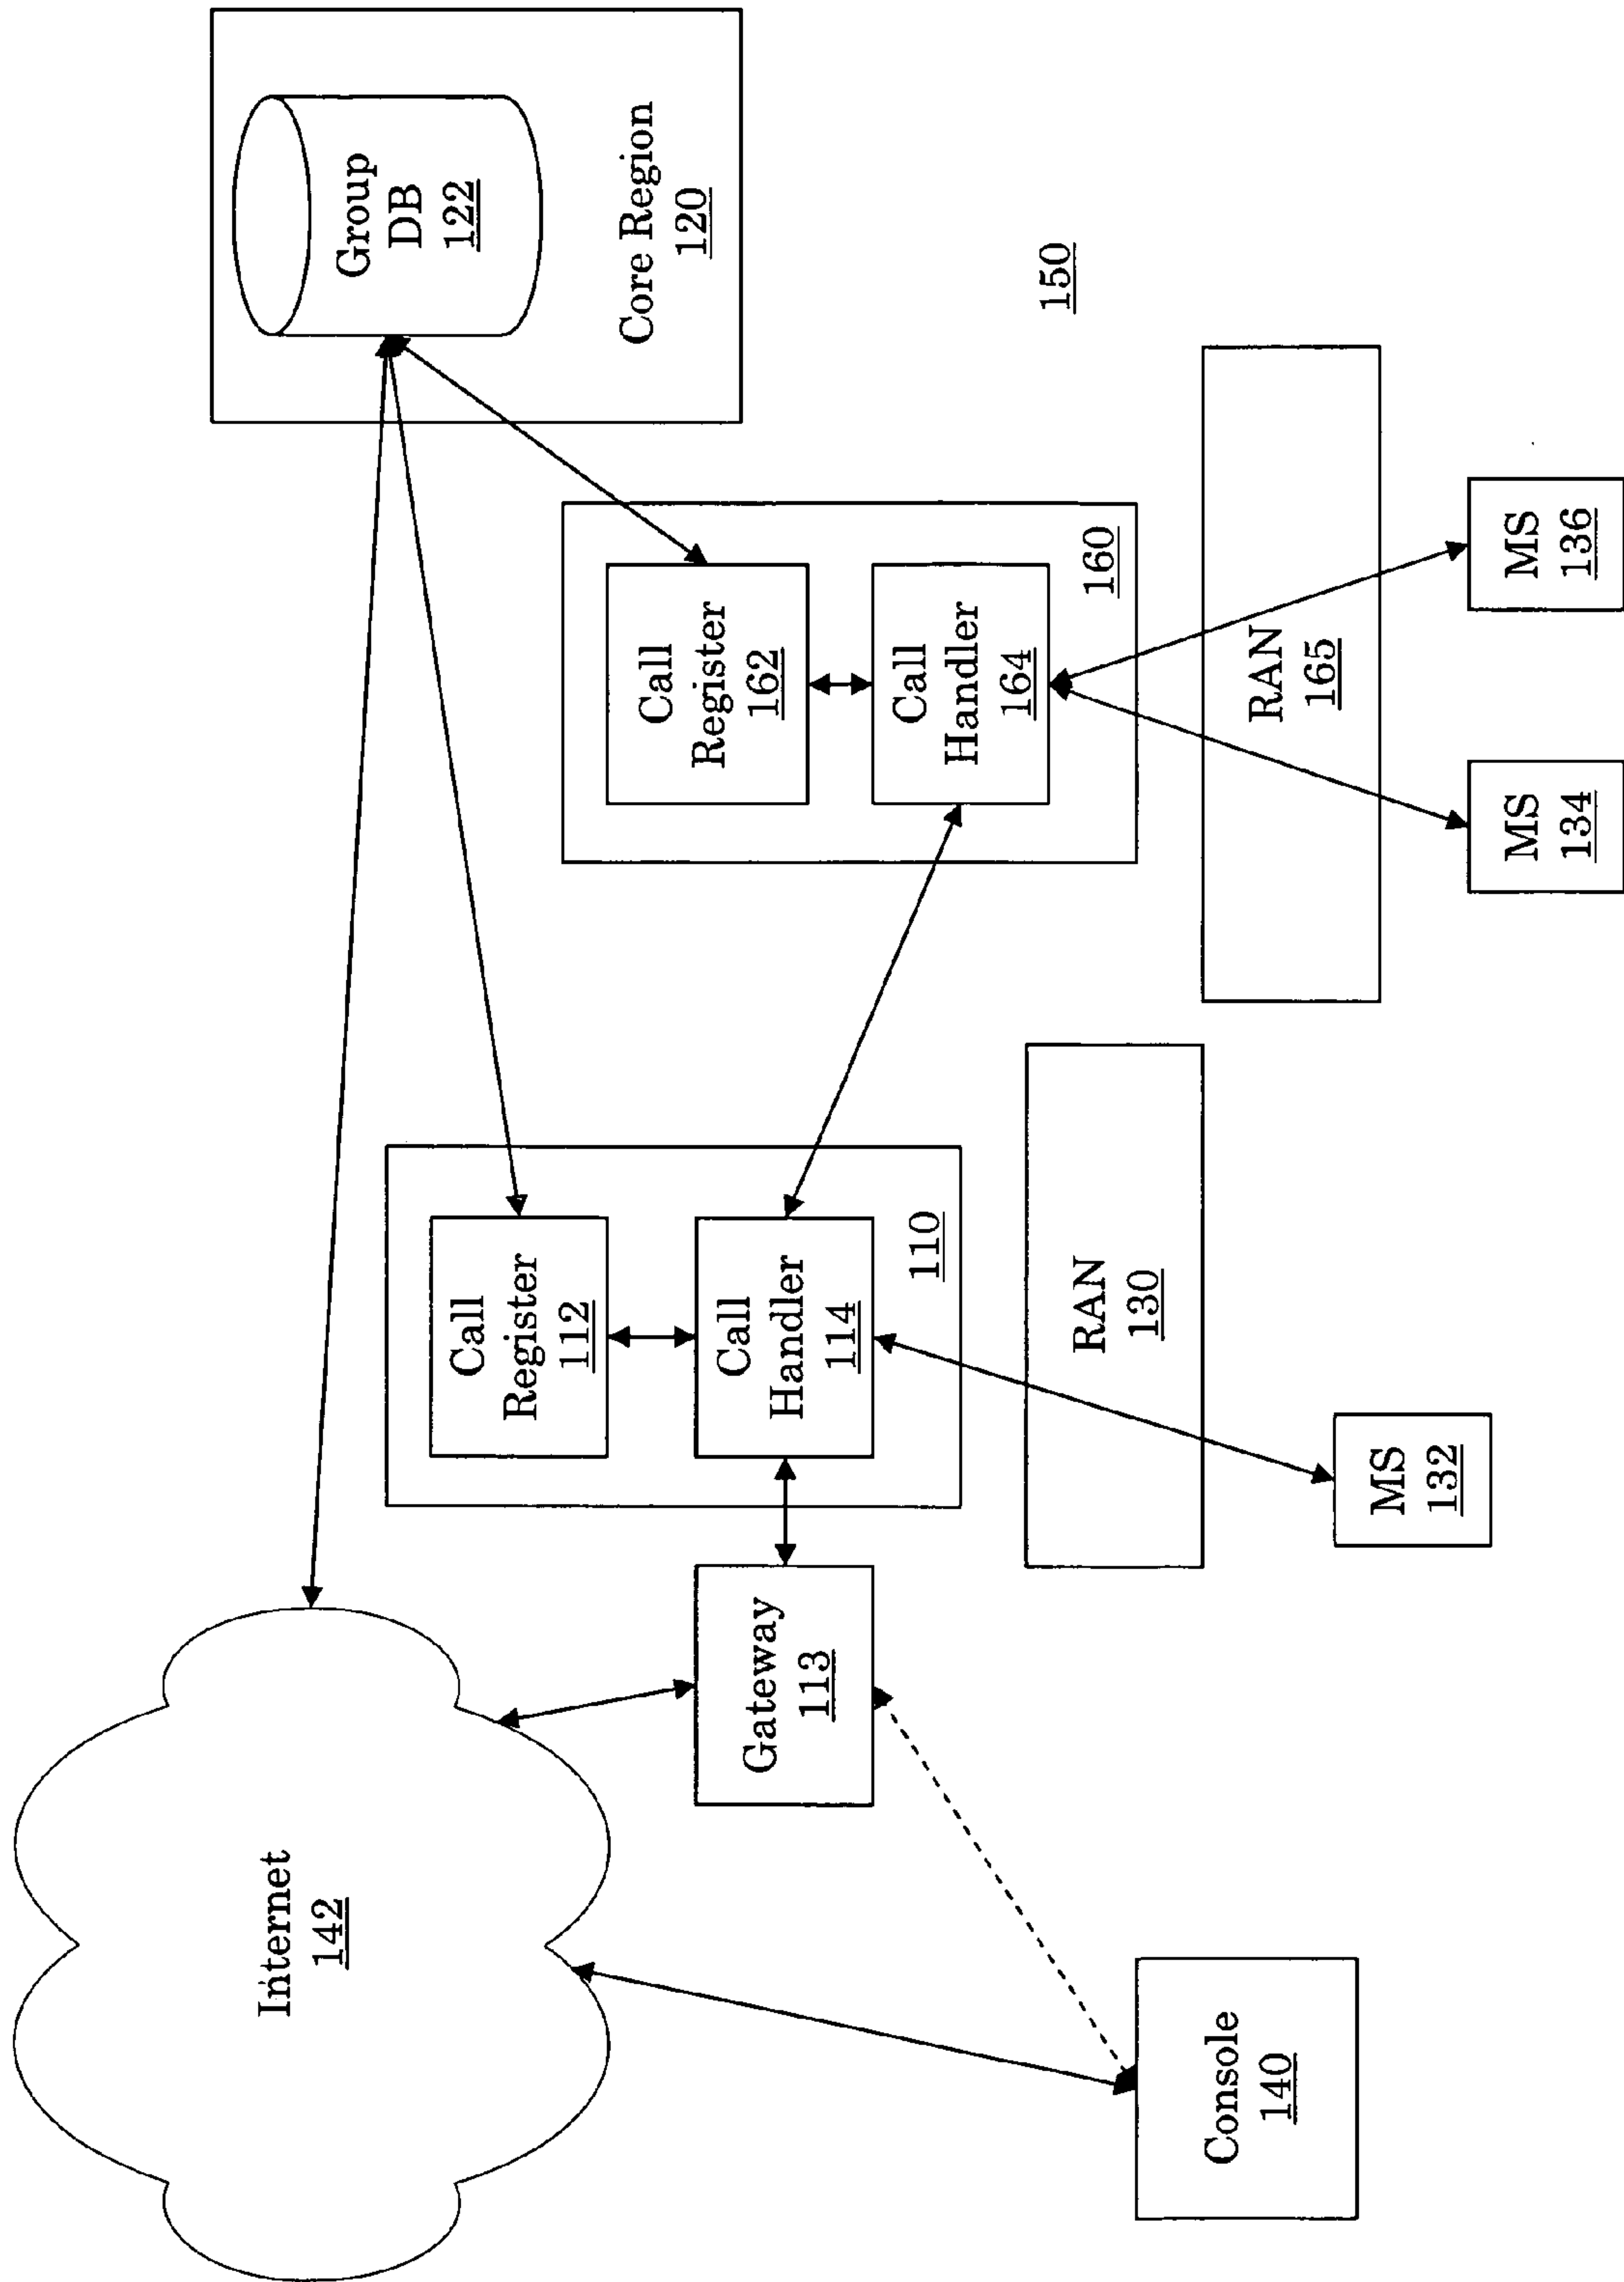 Internet
142
Group
DB
122
Core Region
120
Call
Register
112
Call
Handler
114
110
Gateway
113
Call
Register
162
Call
Handler
164
160
150
RAN
130
RAN
165
Console
140
MS
132
MS
134
MS
136